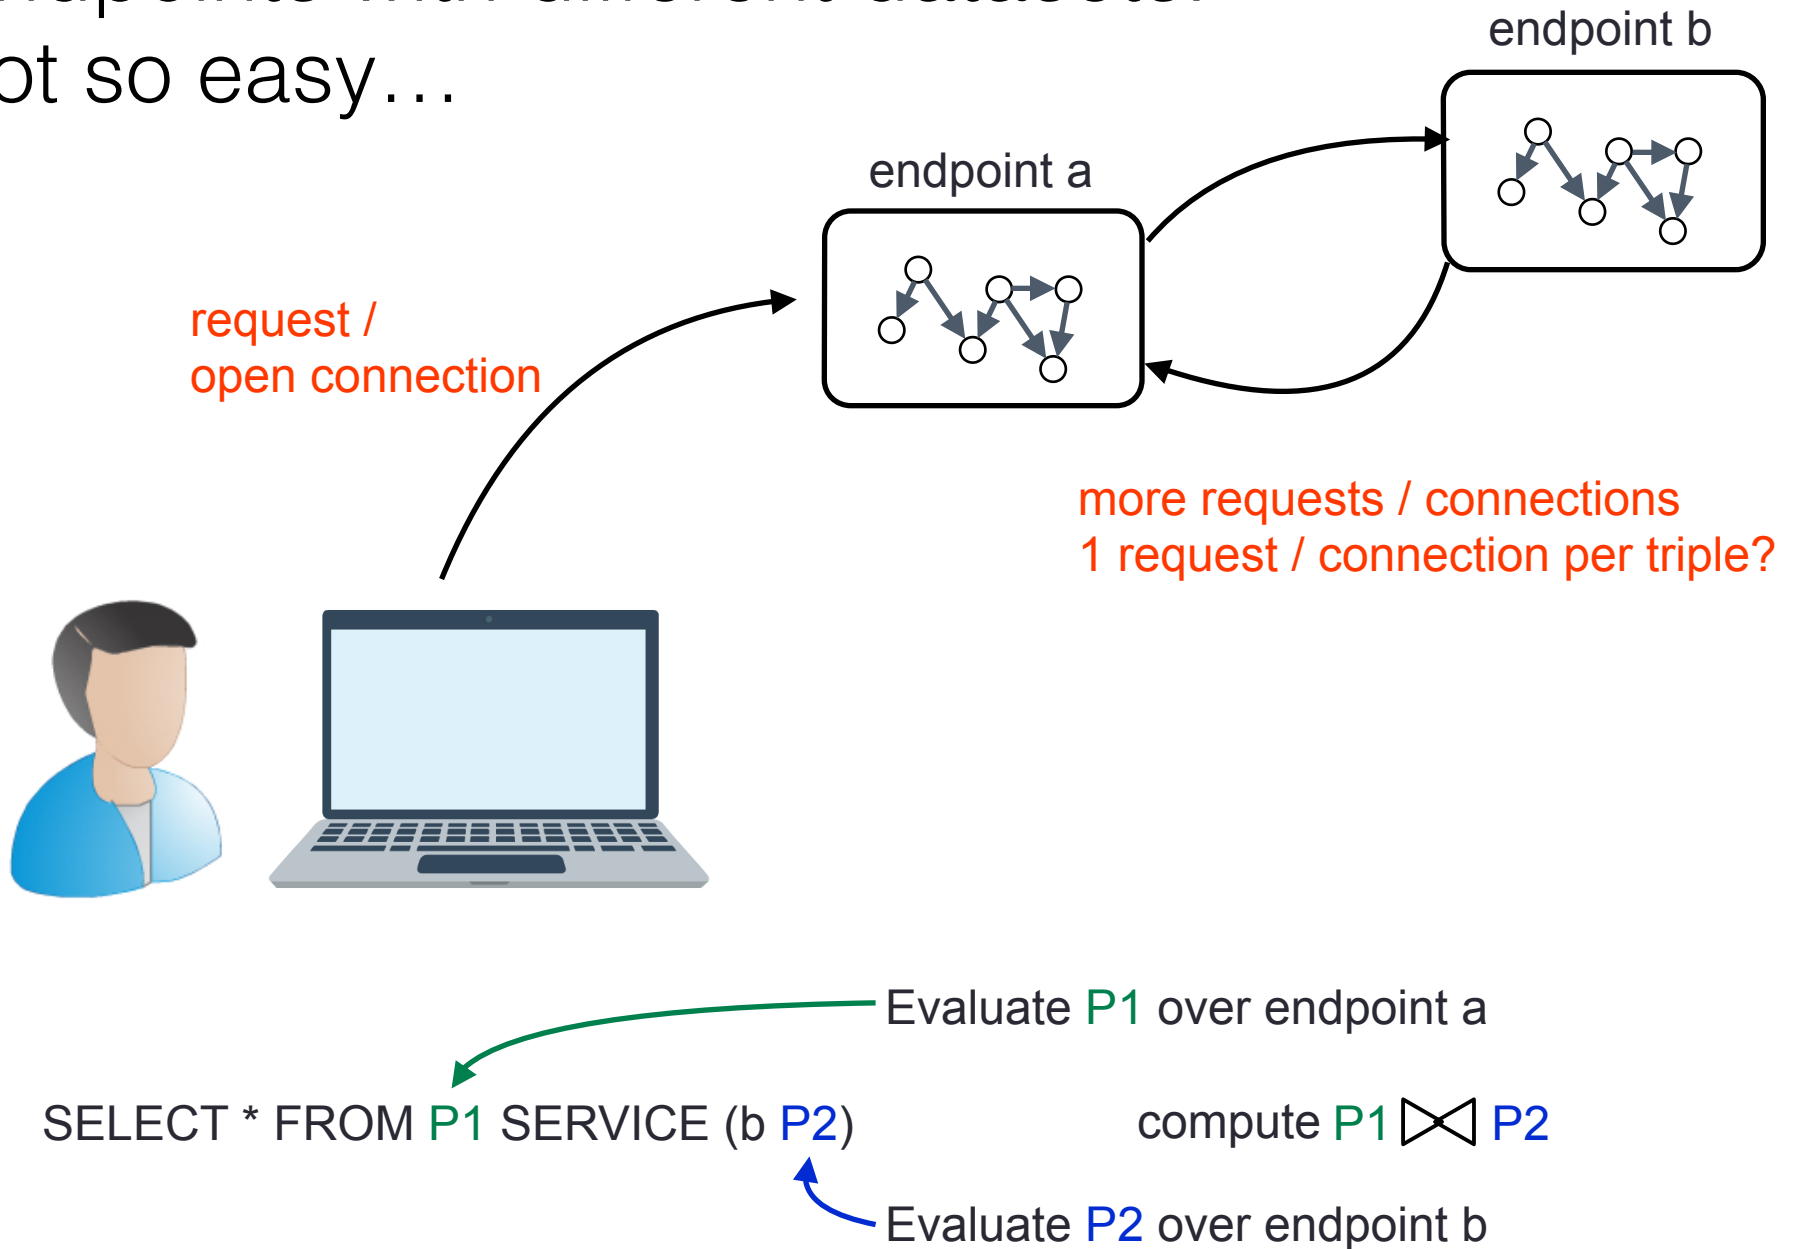 endpoint b
ot so easy…
endpoint a
request /
open connection
more requests / connections
1 request / connection per triple?
Evaluate P1 over endpoint a
SELECT * FROM P1 SERVICE (b P2)
compute P1 ⋈ P2
Evaluate P2 over endpoint b